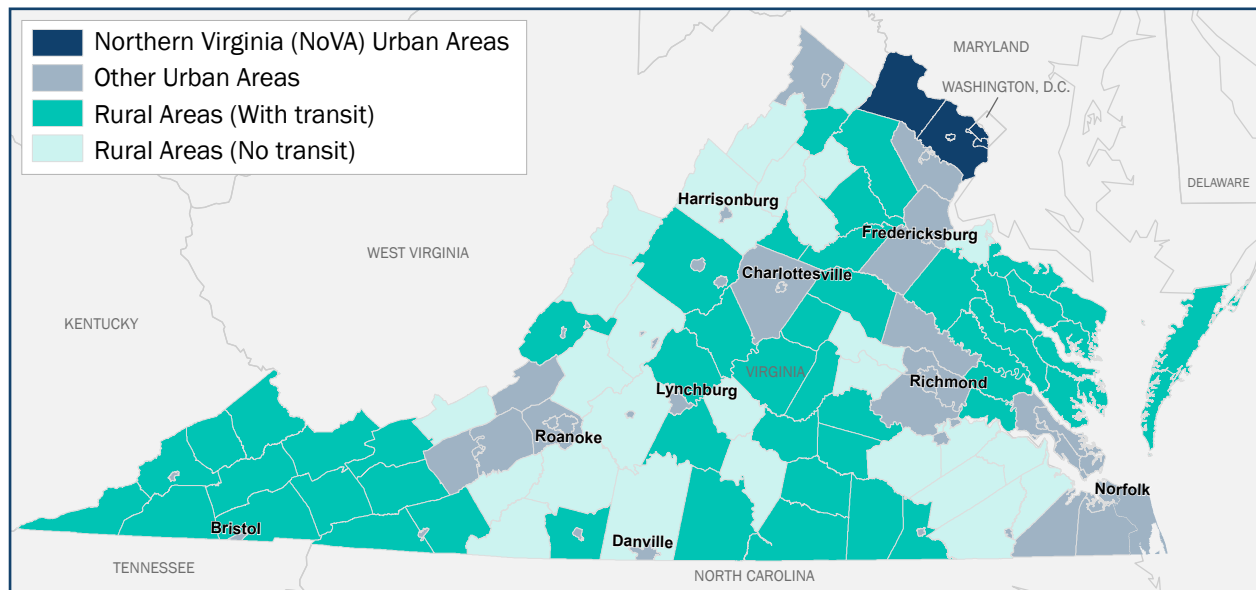 Northern Virginia (NoVA) Urban Areas
Other Urban Areas
Rural Areas (With transit)
Rural Areas (No transit)
MARYLAND
WASHINGTON, D.C.
DELAWARE
Harrisonburg
Fredericksburg
WEST VIRGINIA
Charlottesville
KENTUCKY
VIRGINIA
Richmond
Lynchburg
Roanoke
Norfolk
Bristol
Danville
TENNESSEE
NORTH CAROLINA